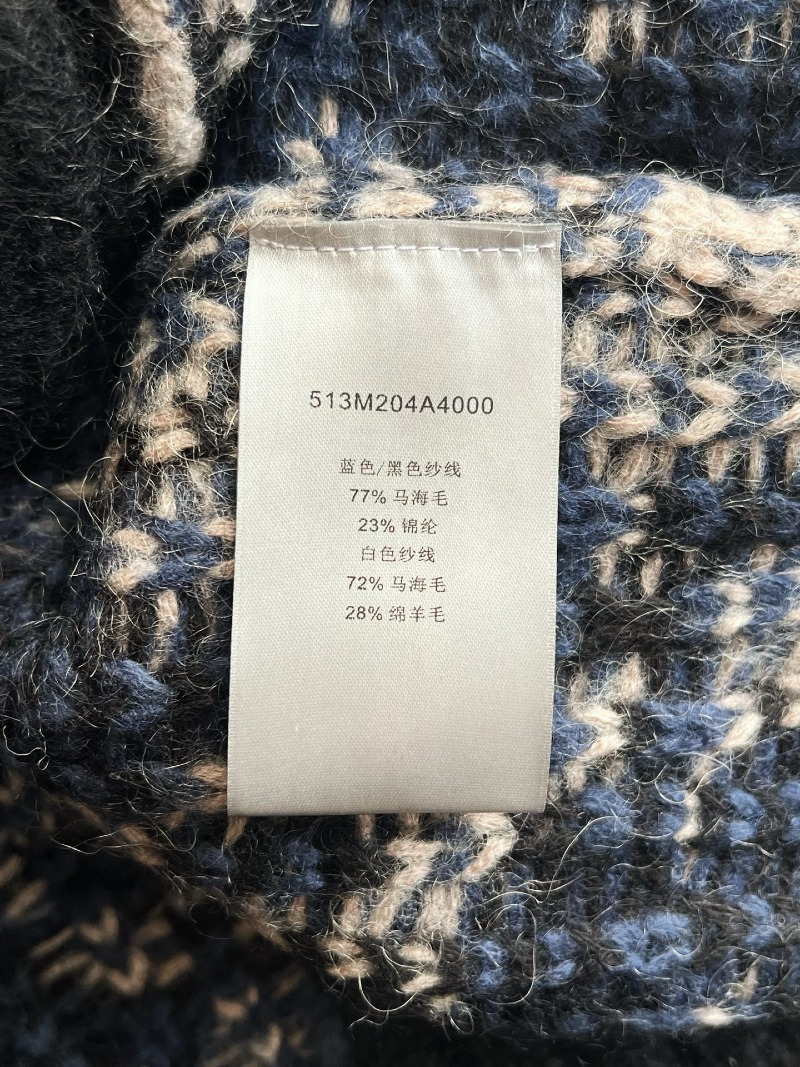 513M204A4000
蓝色/黑色纱线
77% 马海毛
23% 锦纶
白色纱线
72% 马海毛
28% 绵羊毛